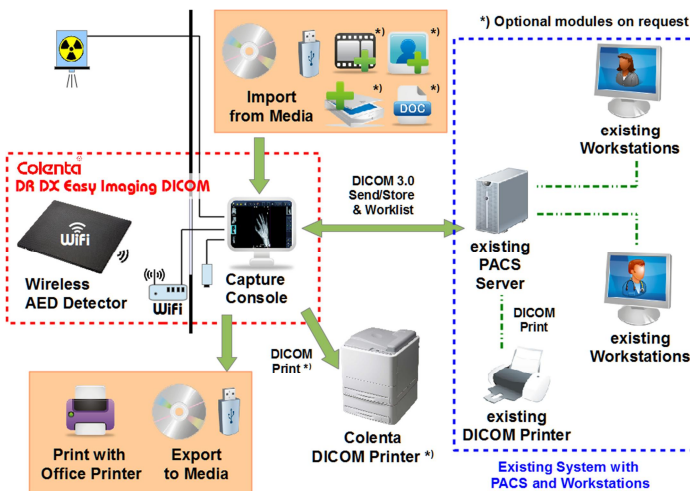 *) Optional modules on request
*)
*)
Import
from Media
*)
*)
DOC
existing
Workstations
Colenta®
DR DX Easy Imaging DICOM
WiFi
Wireless
AED Detector
WiFi
Capture
Console
DICOM 3.0
Send/Store
& Worklist
existing
PACS
Server
DICOM
Print
existing
Workstations
DICOM
Print *)
Print with
Office Printer
Export
to Media
Colenta
DICOM Printer *)
existing
DICOM Printer
Existing System with
PACS and Workstations